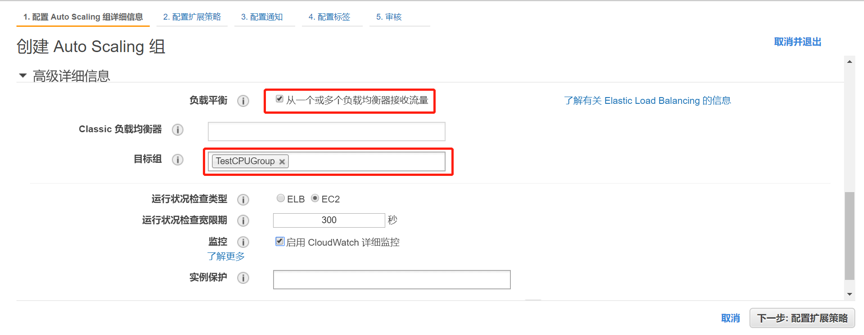 1. 配置 Auto Scaling 组详细信息 2. 配置扩展策略 3. 配置通知 4. 配置标签 5. 审核
创建 Auto Scaling 组 取消并退出
高级详细信息
负载平衡 从一个或多个负载均衡器接收流量 了解有关 Elastic Load Balancing 的信息
Classic 负载均衡器
目标组 TestCPUGroup
运行状况检查类型 ELB EC2
运行状况检查宽限期 300 秒
监控 启用 CloudWatch 详细监控
了解更多
实例保护
取消 下一步: 配置扩展策略